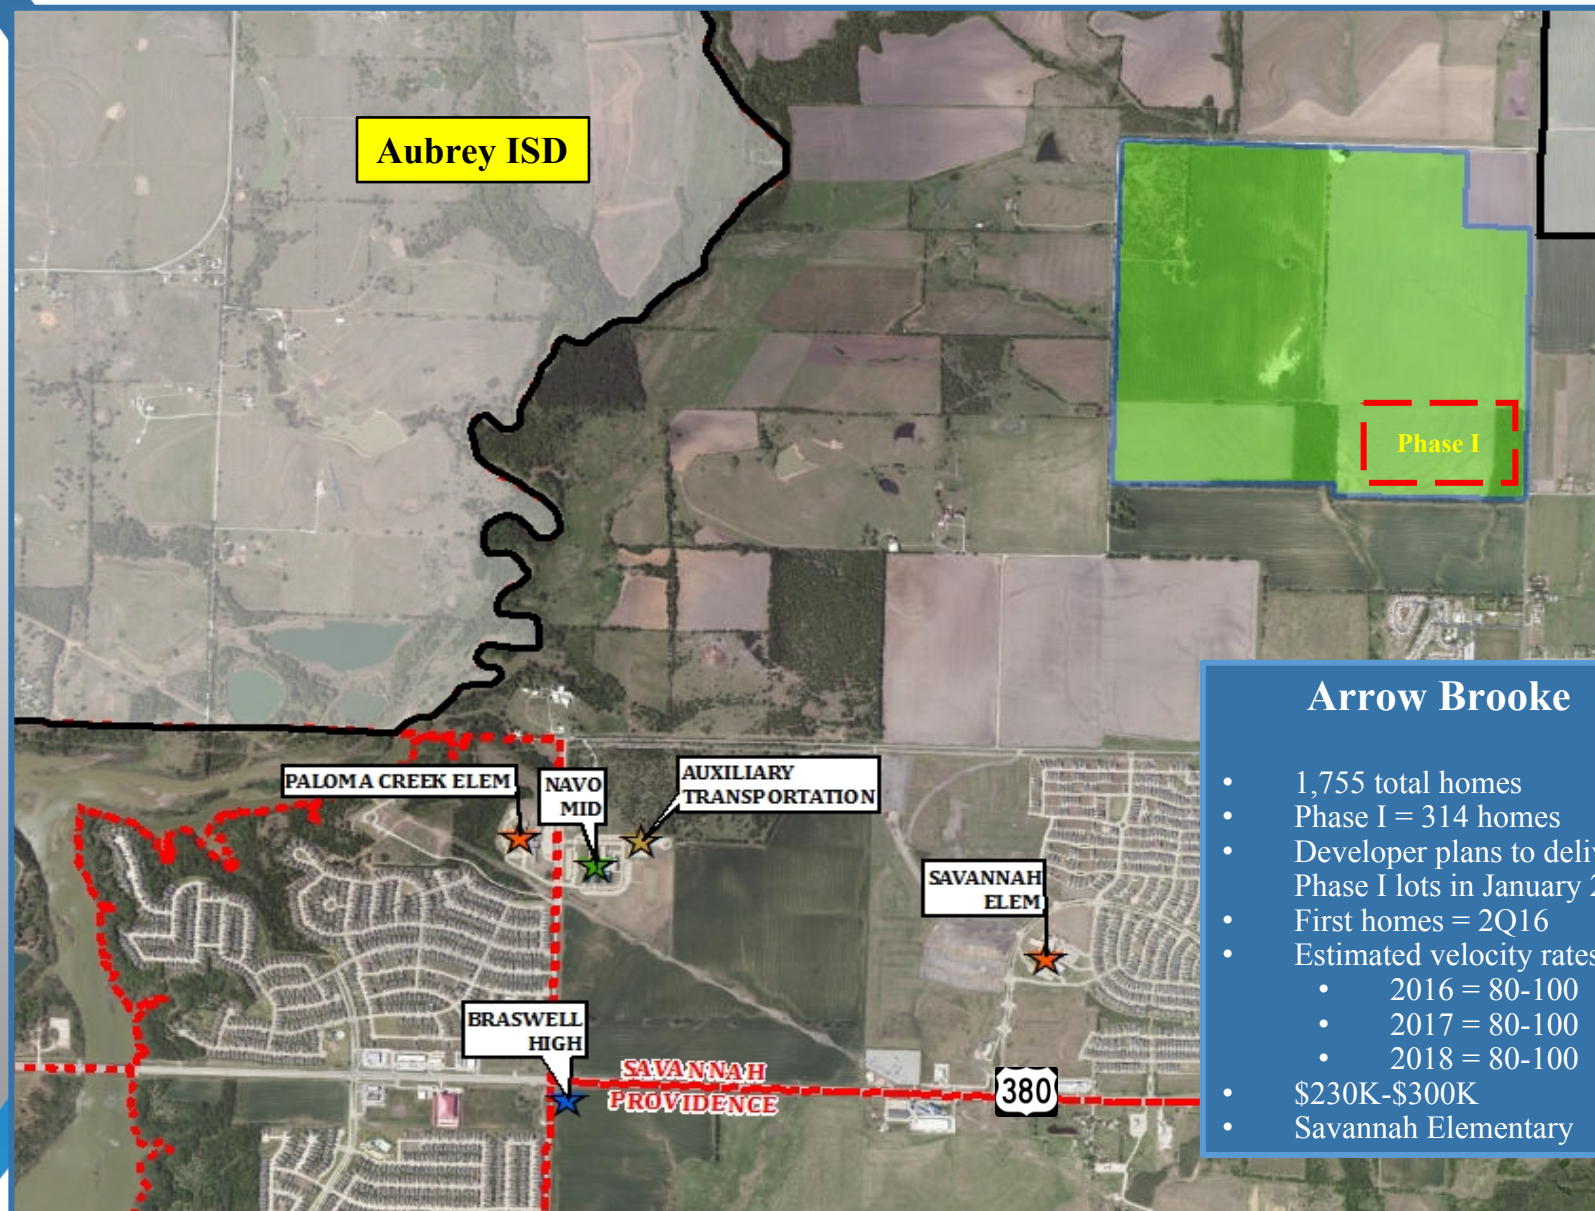 Aubrey ISD
Phase I
PALOMA CREEK ELEM
NAVO
MID
AUXILIARY
TRANSPORTATION
SAVANNAH
ELEM
BRASWELL
HIGH
SAVANNAH
PROVIDENCE
380
Arrow Brooke
• 1,755 total homes
• Phase I = 314 homes
• Developer plans to
Phase I lots in January
• First homes = 2Q16
• Estimated velocity rates
• 2016 = 80-100
• 2017 = 80-100
• 2018 = 80-100
• $230K-$300K
• Savannah Elementary